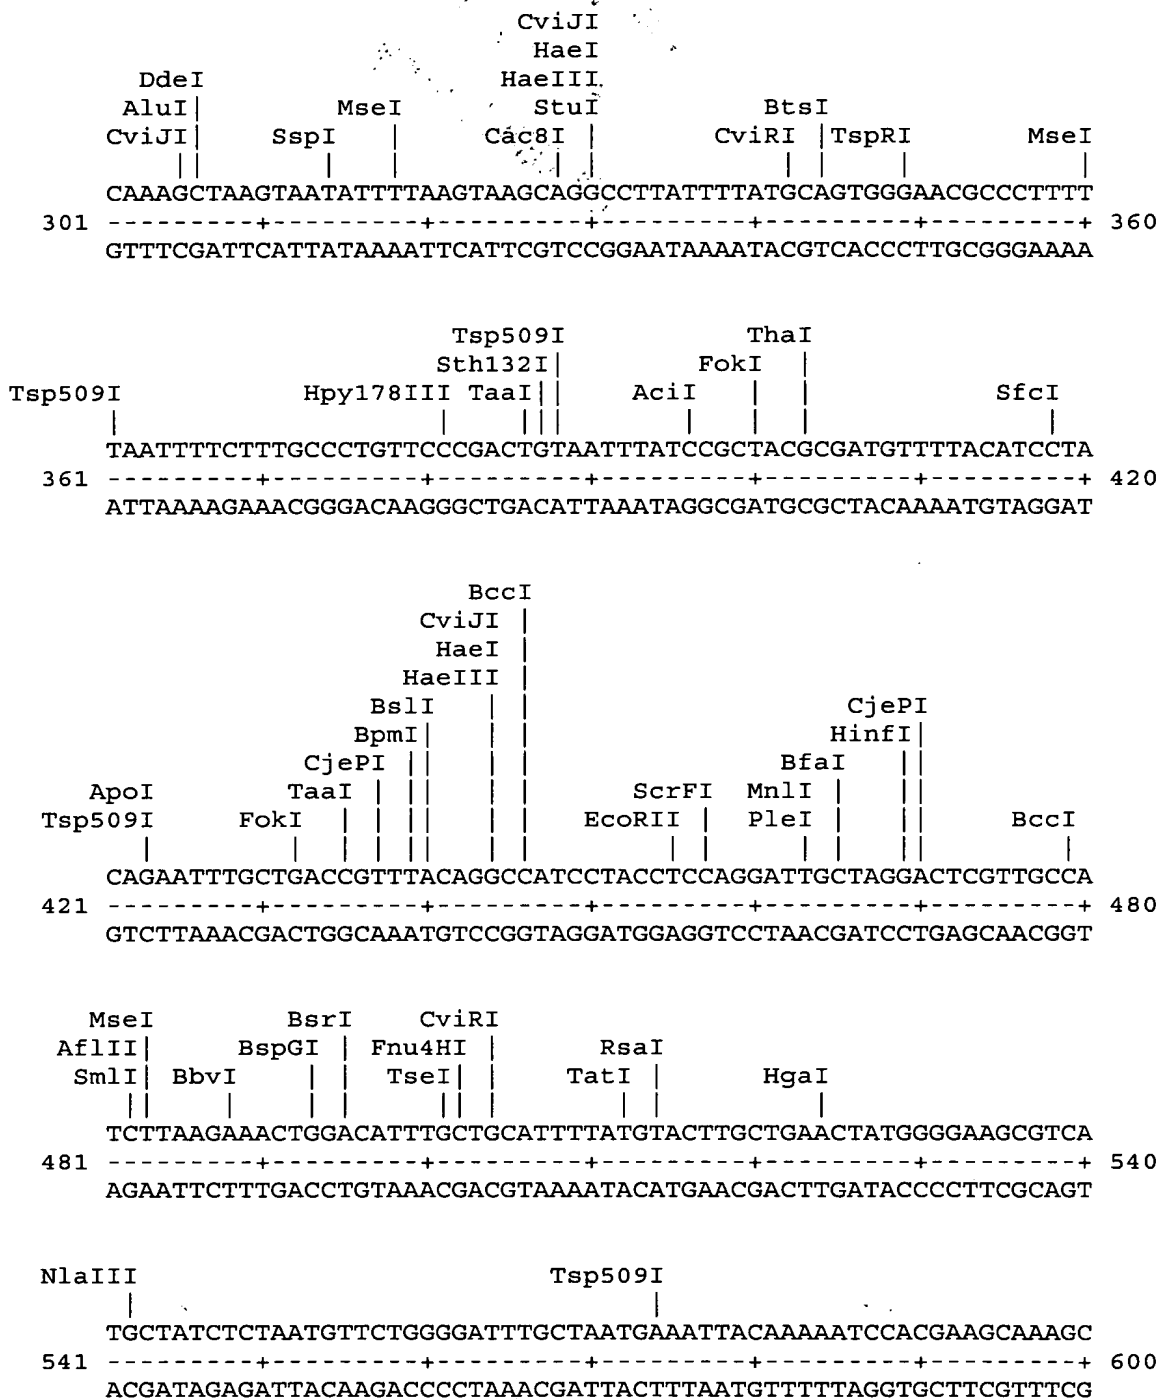 CviJI
HaeI
DdeI HaeIII
AluI| MseI StuI BtsI
CviJI| SspI | Cac8I | CviRI |TspRI MseI
|| | | | | | | | |
CAAAGCTAAGTAATATTTTAAGTAAGCAGGCCTTATTTTATGCAGTGGGAACGCCCTTTT
301 ---------+---------+---------+---------+---------+---------+ 360
GTTTCGATTCATTATAAAATTCATTCGTCCGGAATAAAATACGTCACCCTTGCGGGAAAA
Tsp509I ThaI
Sth132I| FokI |
Tsp509I Hpy178III TaaI|| AciI | | SfcI
| | ||| | | | |
TAATTTTCTTTGCCCTGTTCCCGACTGTAATTTATCCGCTACGCGATGTTTTACATCCTA
361 ---------+---------+---------+---------+---------+---------+ 420
ATTAAAAGAAACGGGACAAGGGCTGACATTAAATAGGCGATGCGCTACAAAATGTAGGAT
BccI
CviJI |
HaeI |
HaeIII |
BslI | | CjePI
BpmI| | | HinfI|
CjePI || | | BfaI ||
ApoI TaaI | || | | ScrFI MnlI | ||
Tsp509I FokI | | || | | EcoRII | PleI | || BccI
| | | | || | | | | | | || |
CAGAATTTGCTGACCGTTTACAGGCCATCCTACCTCCAGGATTGCTAGGACTCGTTGCCA
421 ---------+---------+---------+---------+---------+---------+ 480
GTCTTAAACGACTGGCAAATGTCCGGTAGGATGGAGGTCCTAACGATCCTGAGCAACGGT
MseI BsrI CviRI
AflII| BspGI | Fnu4HI | RsaI
SmlI| BbvI | | TseI| | TatI | HgaI
|| | | | || | | | |
TCTTAAGAAACTGGACATTTGCTGCATTTTATGTACTTGCTGAACTATGGGGAAGCGTCA
481 ---------+---------+---------+---------+---------+---------+ 540
AGAATTCTTTGACCTGTAAACGACGTAAAATACATGAACGACTTGATACCCCTTCGCAGT
NlaIII Tsp509I
| |
TGCTATCTCTAATGTTCTGGGGATTTGCTAATGAAATTACAAAAATCCACGAAGCAAAGC
541 ---------+---------+---------+---------+---------+---------+ 600
ACGATAGAGATTACAAGACCCCTAAACGATTACTTTAATGTTTTTAGGTGCTTCGTTTCG